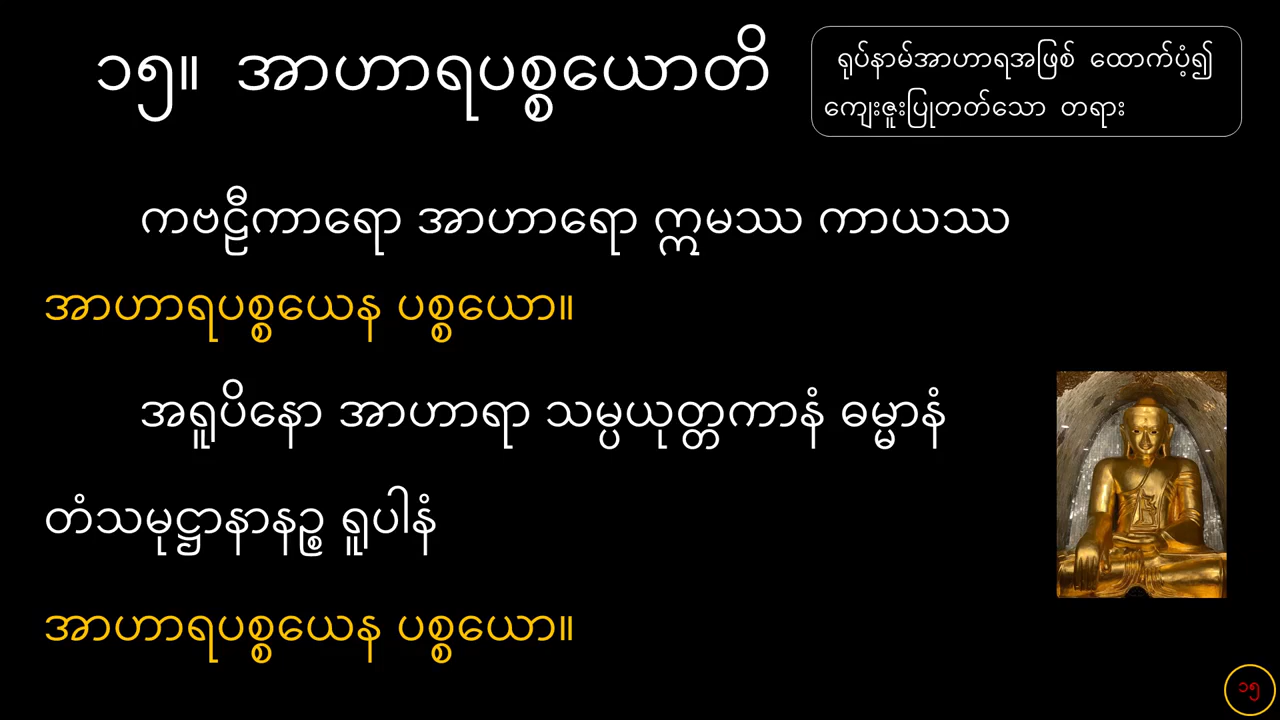 ၁၅။ အာဟာရပစ္စယောတိ
ရုပ်နာမ်အာဟာရအဖြစ် ထောက်ပံ့၍
ကျေးဇူးပြုတတ်သော တရား
ကဗဠီကာရော အာဟာရော ဣမဿ ကာယဿ
အာဟာရပစ္စယေန ပစ္စယော။
အရူပိနော အာဟာရာ သမ္ပယုတ္တကာနံ ဓမ္မာနံ
တံသမုဋ္ဌာနာနဉ္စ ရူပါနံ
အာဟာရပစ္စယေန ပစ္စယော။
၁၅